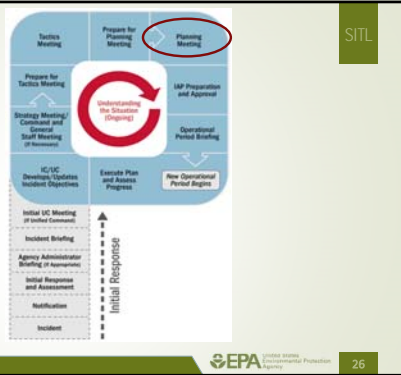 SITL
Tactics
Meeting
Prepare for
Planning
Meeting
Planning
Meeting
Prepare for
Tactics Meeting
Understanding
the Situation
(Ongoing)
IAP Preparation
and Approval
Strategy Meeting/
Command and
General
Staff Meeting
(If Necessary)
Operational
Period Briefing
IC/UC
Develops/Updates
Incident Objectives
Execute Plan
and Assess
Progress
New Operational
Period Begins
Initial UC Meeting
(If Unified Command)
Incident Briefing
Agency Administrator
Briefing (If Appropriate)
Initial Response
and Assessment
Notification
Incident
Initial Response
EPA
United States
Environmental Protection
Agency
26